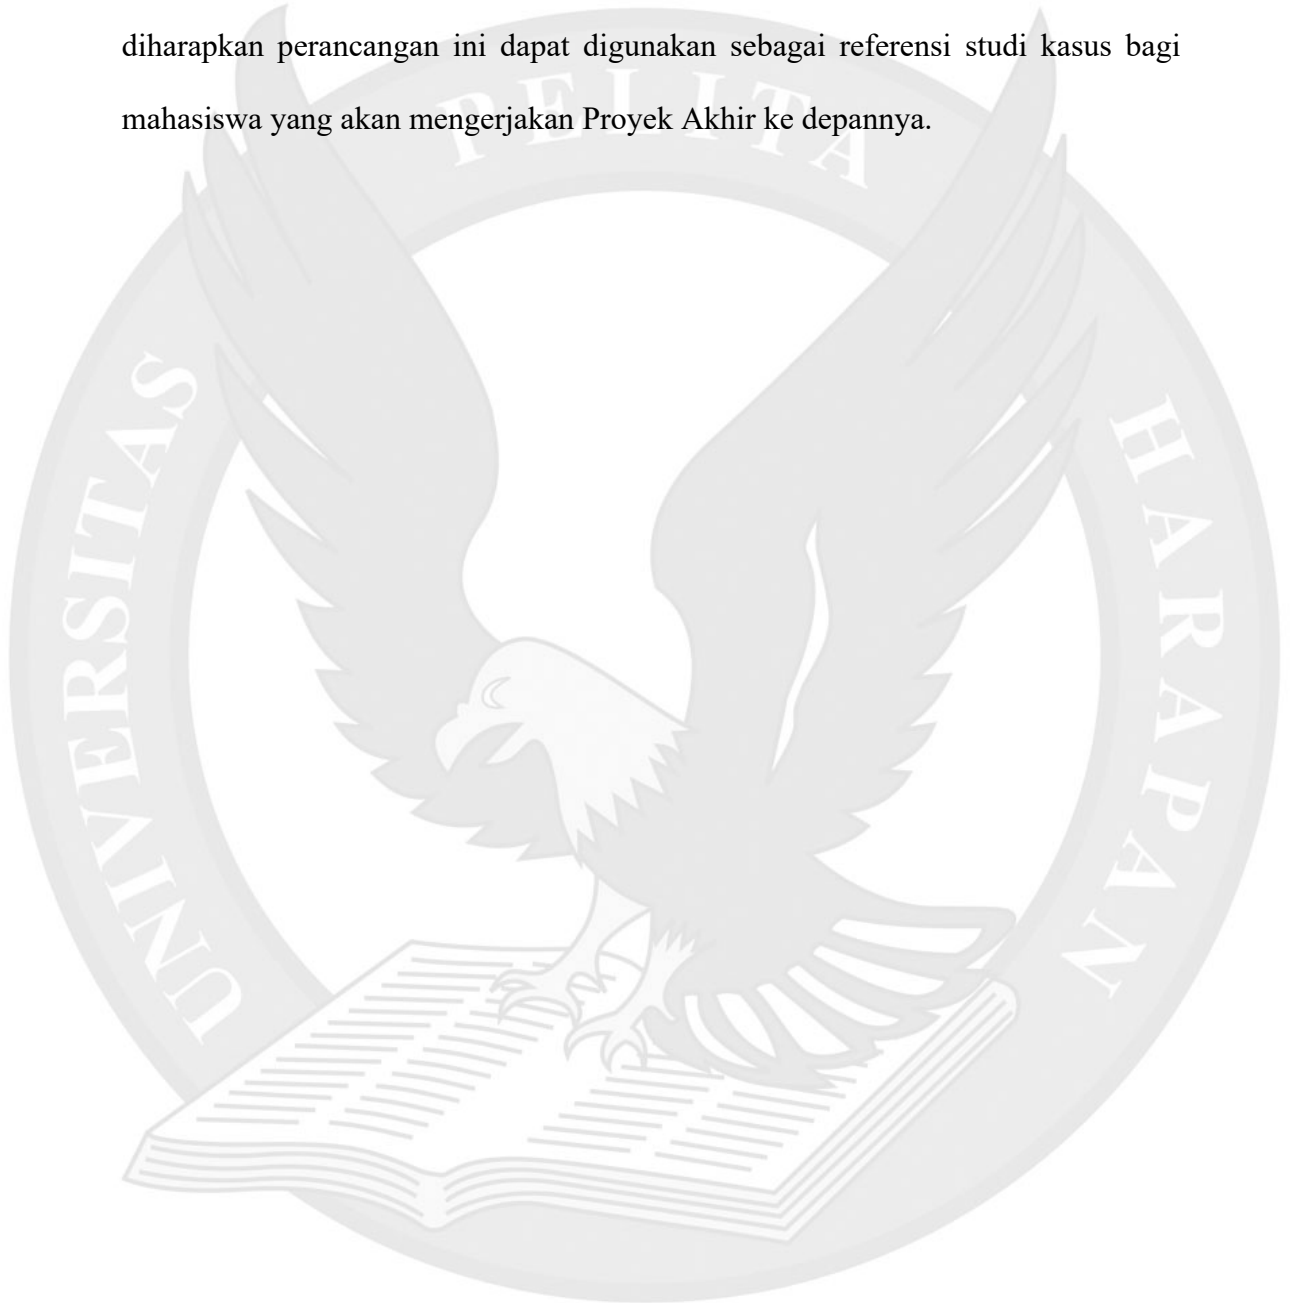 diharapkan perancangan ini dapat digunakan sebagai referensi studi kasus bagi
mahasiswa yang akan mengerjakan Proyek Akhir ke depannya.
UNIVERSITAS
PELITA
HARAPAN